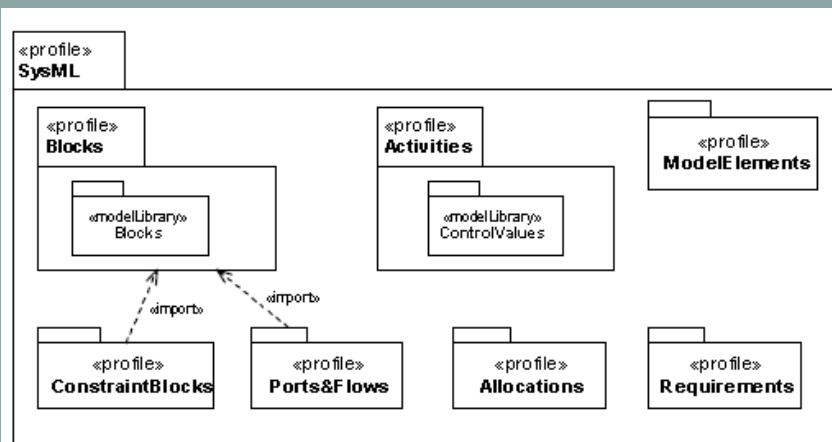 «profile»
SysML
«profile»
Blocks
«modelLibrary»
Blocks
«profile»
Activities
«modelLibrary»
ControlValues
«profile»
ModelElements
«import»
«import»
«profile»
ConstraintBlocks
«profile»
Ports&Flows
«profile»
Allocations
«profile»
Requirements